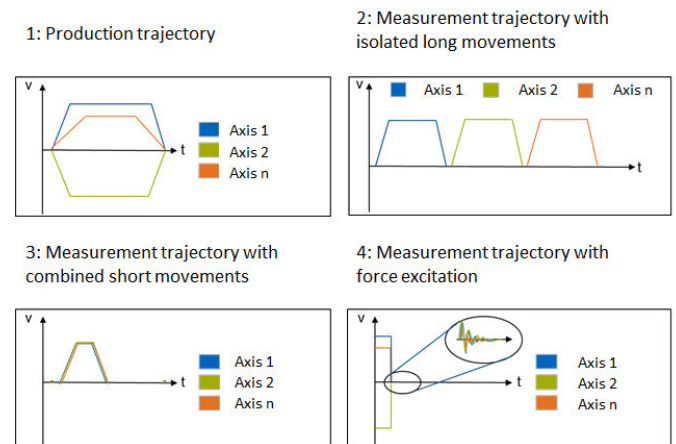 1: Production trajectory
2: Measurement trajectory with
isolated long movements
v
Axis 1
Axis 2
Axis n
t
v
Axis 1
Axis 2
Axis n
t
3: Measurement trajectory with
combined short movements
4: Measurement trajectory with
force excitation
v
Axis 1
Axis 2
Axis n
t
v
Axis 1
Axis 2
Axis n
t